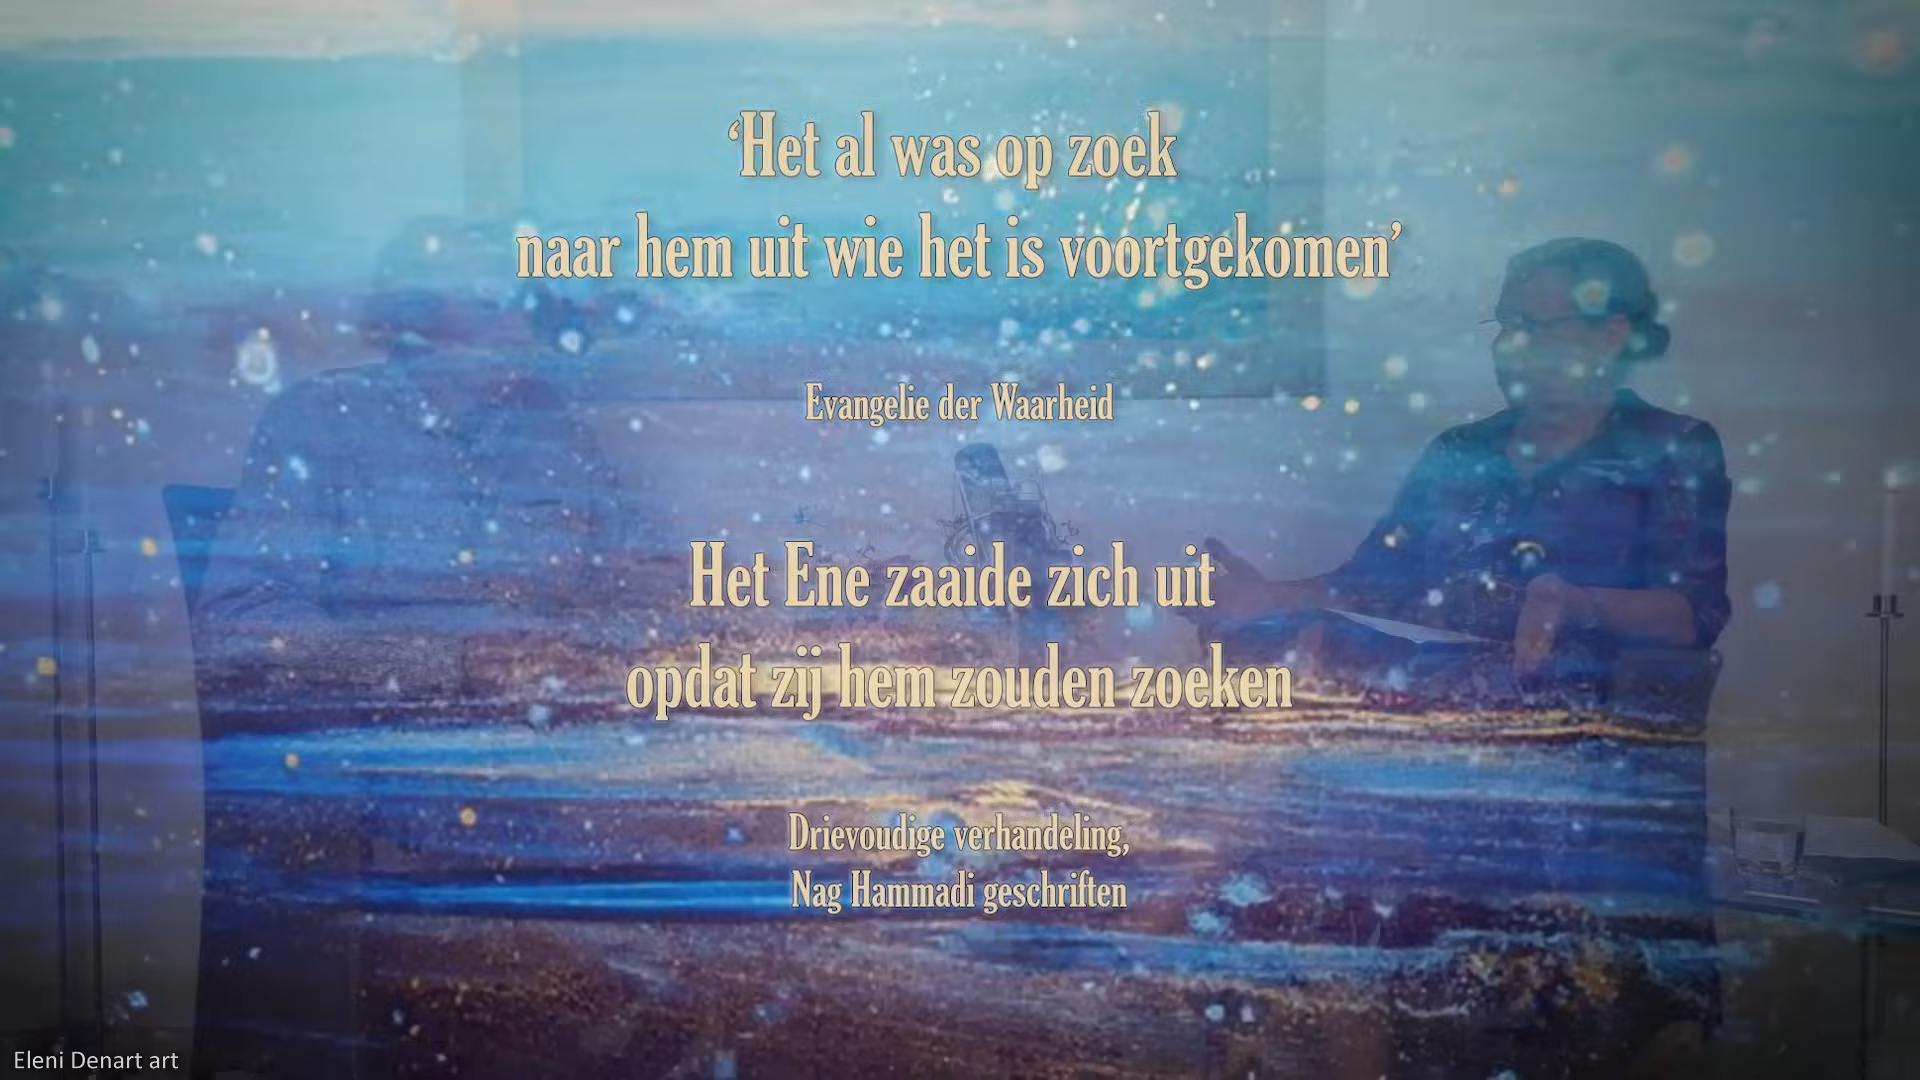 ‘Het al was op zoek
naar hem uit wie het is voortgekomen’
Evangelie der Waarheid
Het Ene zaaide zich uit
opdat zij hem zouden zoeken
Drievoudige verhandeling,
Nag Hammadi geschriften
Eleni Denart art